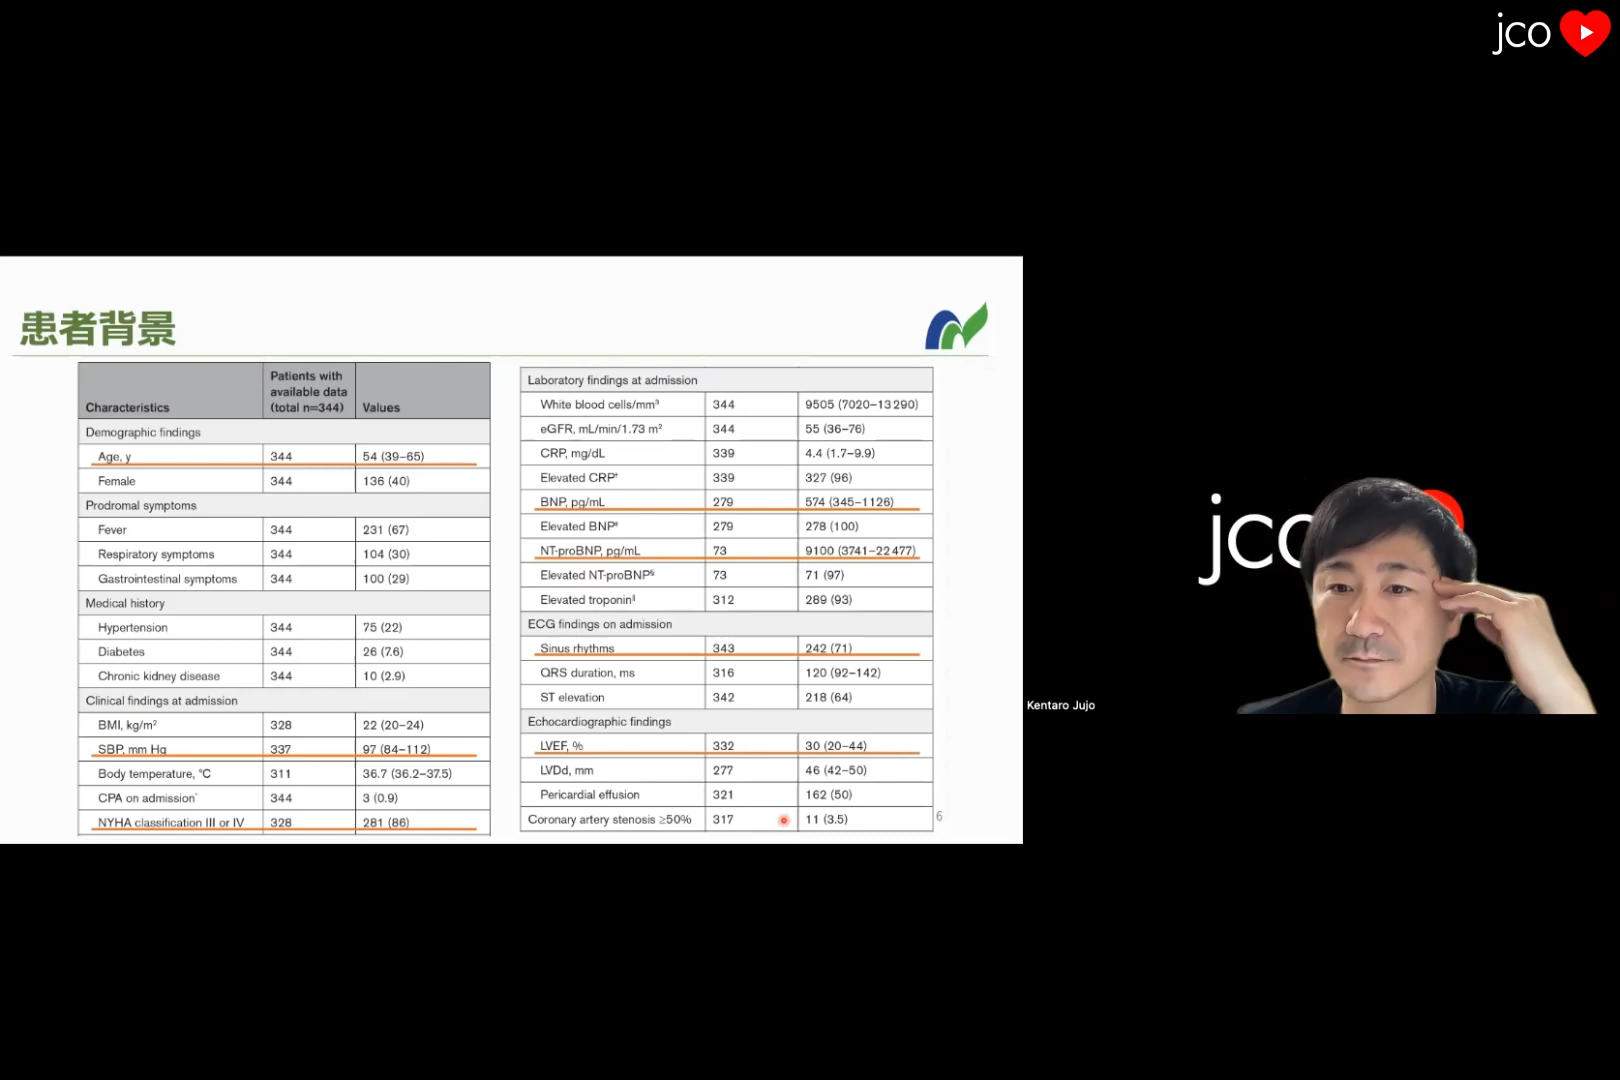 jco
患者背景
Characteristics Patients with available data (total n=344) Values
Demographic findings
Age, y 344 54 (39–65)
Female 344 136 (40)
Prodromal symptoms
Fever 344 231 (67)
Respiratory symptoms 344 104 (30)
Gastrointestinal symptoms 344 100 (29)
Medical history
Hypertension 344 75 (22)
Diabetes 344 26 (7.6)
Chronic kidney disease 344 10 (2.9)
Clinical findings at admission
BMI, kg/m² 328 22 (20–24)
SBP, mm Hg 337 97 (84–112)
Body temperature, °C 311 36.7 (36.2–37.5)
CPA on admission* 344 3 (0.9)
NYHA classification III or IV 328 281 (86)
Laboratory findings at admission
White blood cells/mm³ 344 9505 (7020–13 290)
eGFR, mL/min/1.73 m² 344 55 (36–76)
CRP, mg/dL 339 4.4 (1.7–9.9)
Elevated CRP† 339 327 (96)
BNP, pg/mL 279 574 (345–1126)
Elevated BNP‡ 279 278 (100)
NT-proBNP, pg/mL 73 9100 (3741–22 477)
Elevated NT-proBNP§ 73 71 (97)
Elevated troponin‖ 312 289 (93)
ECG findings on admission
Sinus rhythms 343 242 (71)
QRS duration, ms 316 120 (92–142)
ST elevation 342 218 (64)
Echocardiographic findings
LVEF, % 332 30 (20–44)
LVDd, mm 277 46 (42–50)
Pericardial effusion 321 162 (50)
Coronary artery stenosis ≥50% 317 11 (3.5)
6
jco
Kentaro Jujo